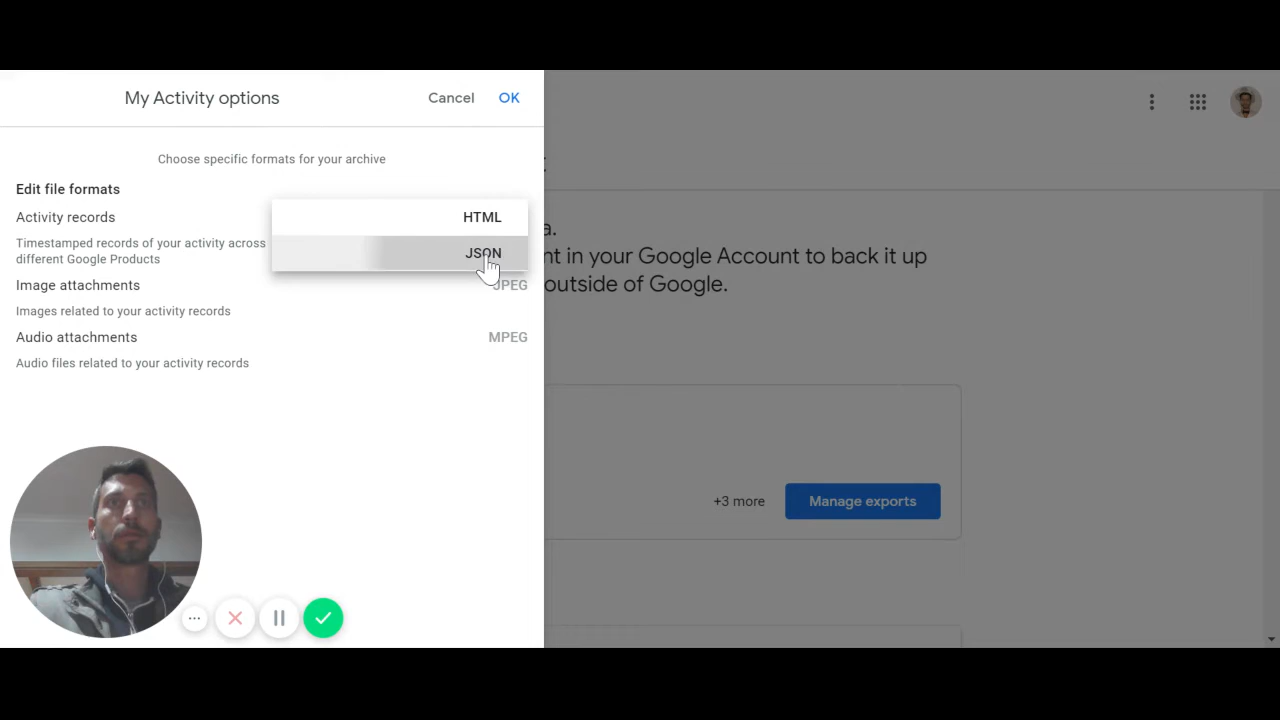 My Activity options
Cancel
OK
Choose specific formats for your archive
Edit file formats
Activity records
HTML
Timestamped records of your activity across
different Google Products
JSON
Image attachments
JPEG
Images related to your activity records
Audio attachments
MPEG
Audio files related to your activity records
a.
nt in your Google Account to back it up
outside of Google.
+3 more
Manage exports